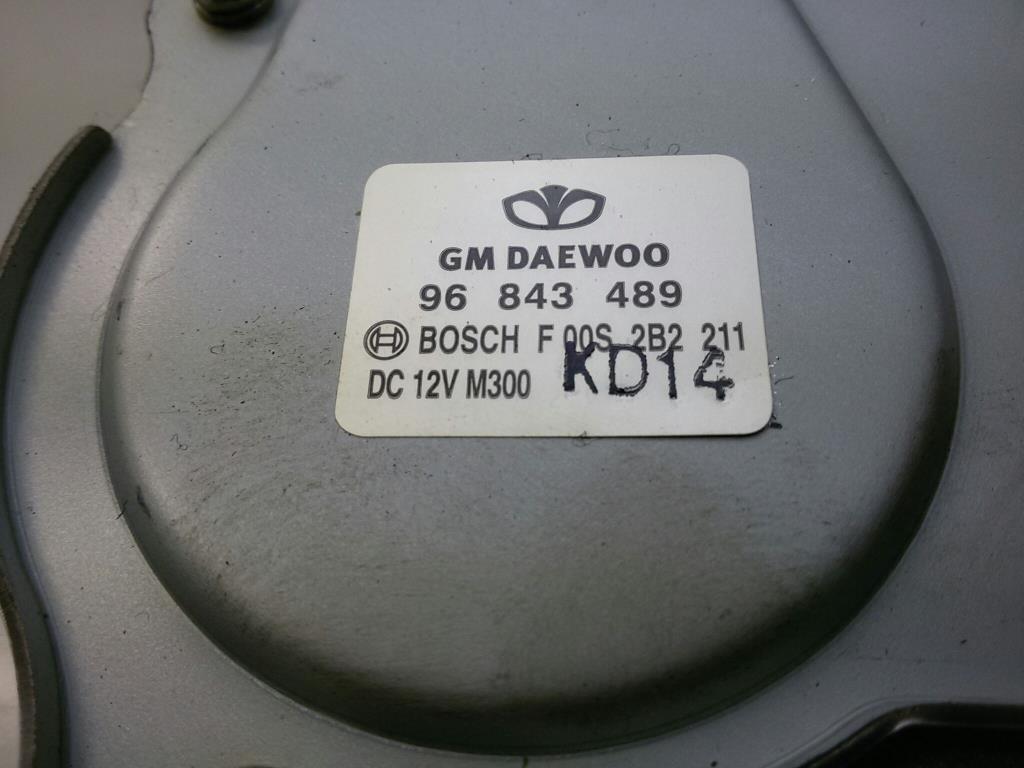 GM DAEWOO
96 843 489
BOSCH F 00S 2B2 211
DC 12V M300 KD14